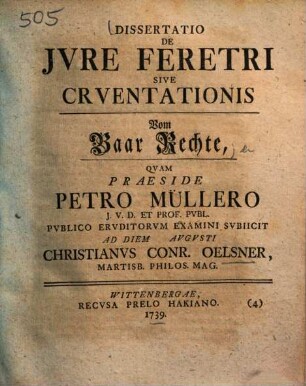 505
DISSERTATIO
DE
JVRE FERETRI
SIVE
CRVENTATIONIS
Vom
Baar Rechte,
QVAM
PRAESIDE
PETRO MÜLLERO
J. V. D. ET PROF. PVBL.
PVBLICO ERVDITORVM EXAMINI SVBIICIT
AD DIEM AVGVSTI
CHRISTIANVS CONR. OELSNER,
MARTISB. PHILOS. MAG.
WITTENBERGAE,
RECVSA PRELO HAKIANO. (4)
1739.